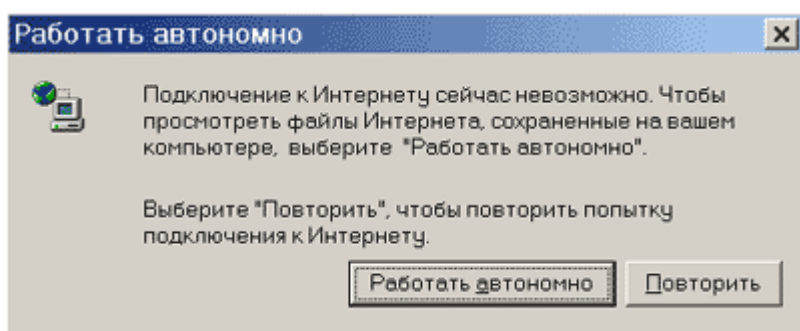 Работать автономно
Подключение к Интернету сейчас невозможно. Чтобы
просмотреть файлы Интернета, сохраненные на вашем
компьютере, выберите "Работать автономно".
Выберите "Повторить", чтобы повторить попытку
подключения к Интернету.
Работать автономно
Повторить